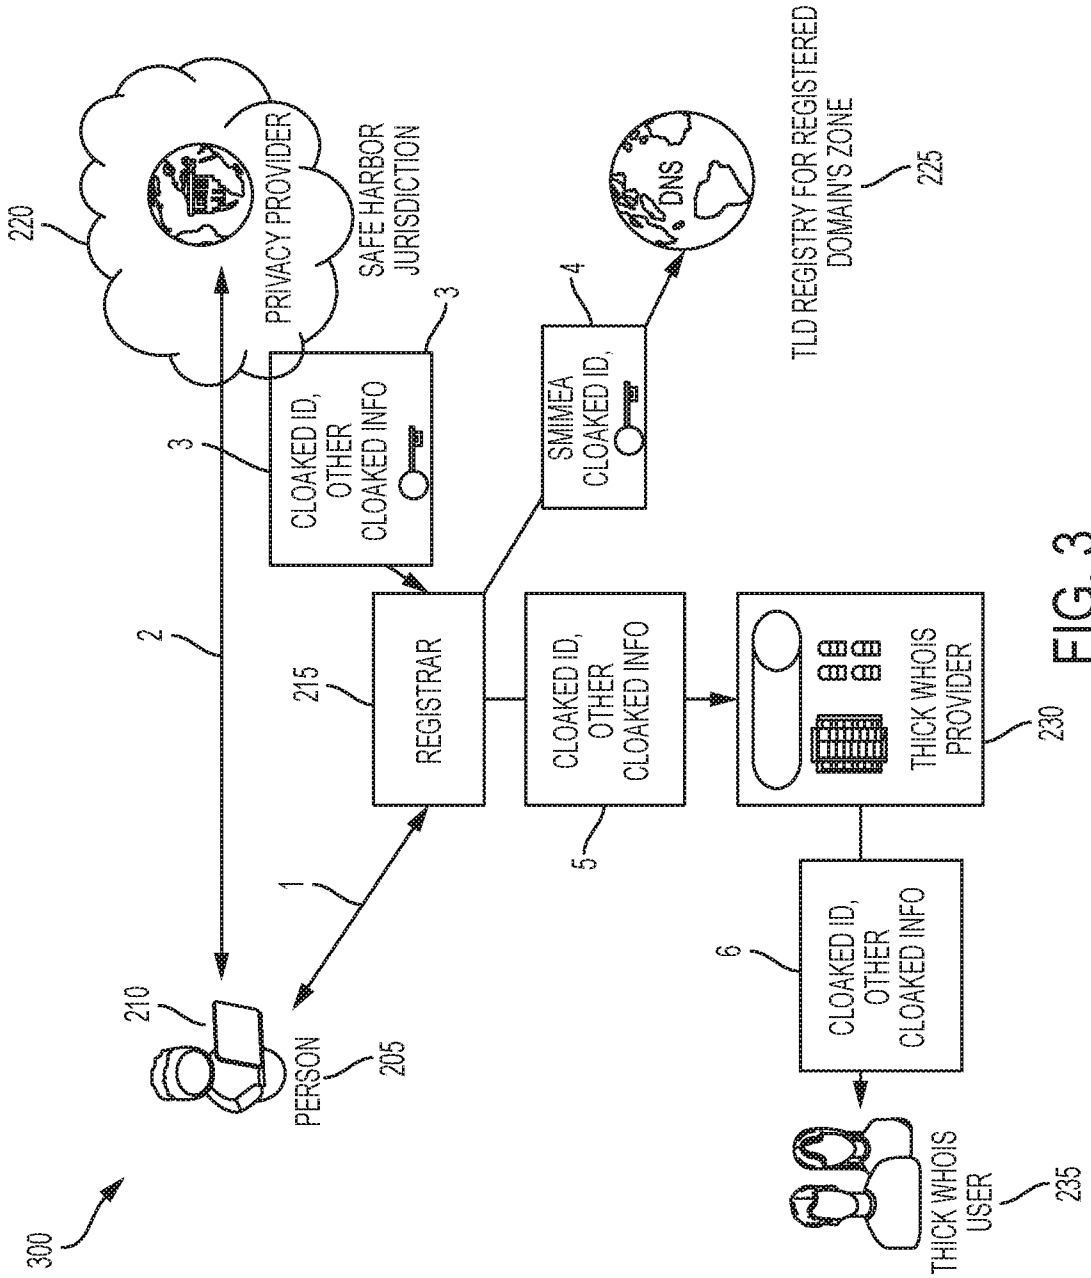 300
210
PERSON
205
1
2
220
PRIVACY PROVIDER
SAFE HARBOR
JURISDICTION
3
CLOAKED ID,
OTHER
CLOAKED INFO
3
215
REGISTRAR
4
SMIMEA
CLOAKED ID,
DNS
TLD REGISTRY FOR REGISTERED
DOMAIN'S ZONE
225
5
CLOAKED ID,
OTHER
CLOAKED INFO
THICK WHOIS
PROVIDER
230
6
CLOAKED ID,
OTHER
CLOAKED INFO
THICK WHOIS
USER
235
FIG. 3